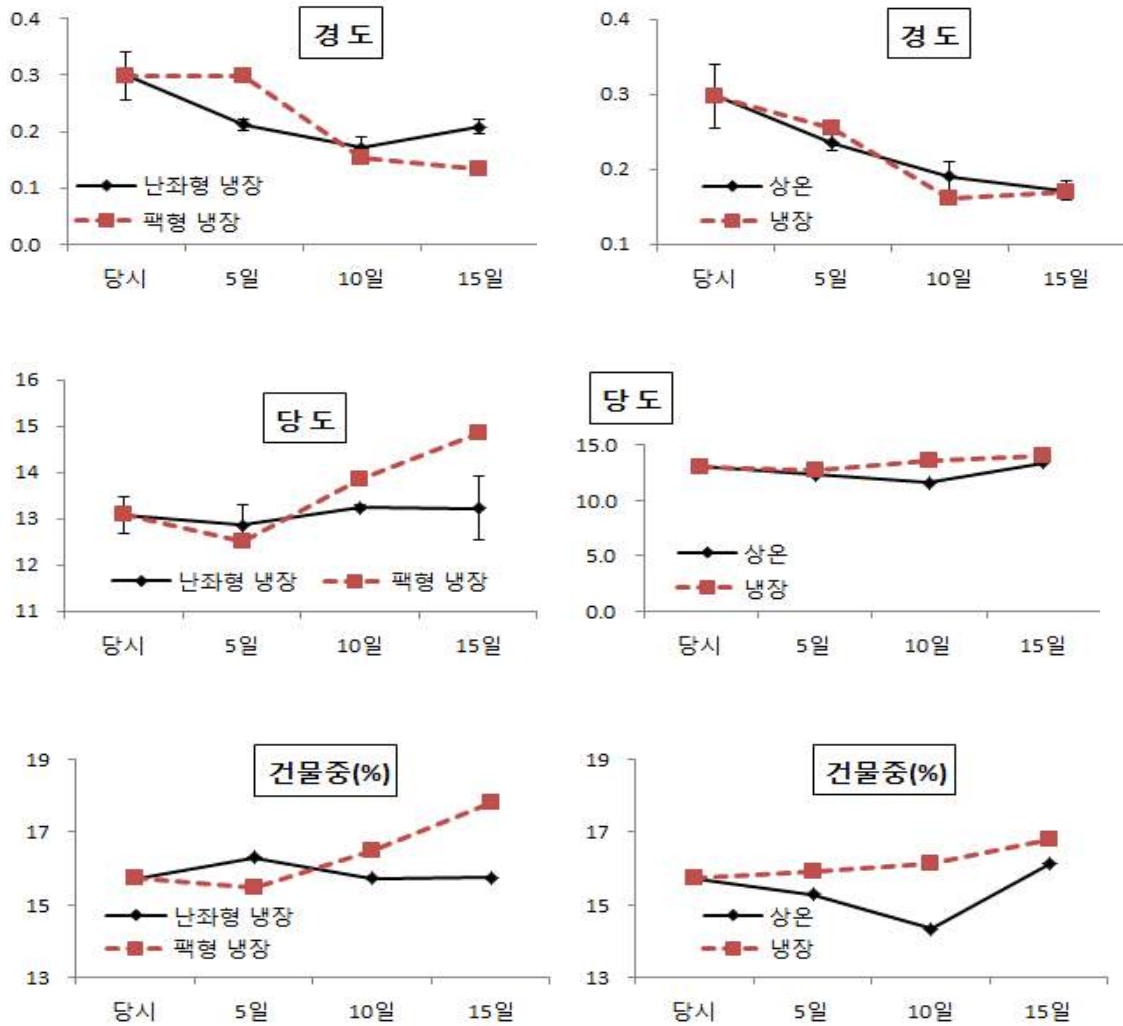 경 도
0.4
0.3
0.2
0.1
0.0
난좌형 냉장
팩형 냉장
당시 5일 10일 15일
경 도
0.4
0.3
0.2
0.1
상온
냉장
당시 5일 10일 15일
당 도
16
15
14
13
12
11
난좌형 냉장 팩형 냉장
당시 5일 10일 15일
당 도
15.0
10.0
5.0
0.0
상온
냉장
당시 5일 10일 15일
건물중(%)
19
17
15
13
난좌형 냉장
팩형 냉장
당시 5일 10일 15일
건물중(%)
19
17
15
13
상온
냉장
당시 5일 10일 15일